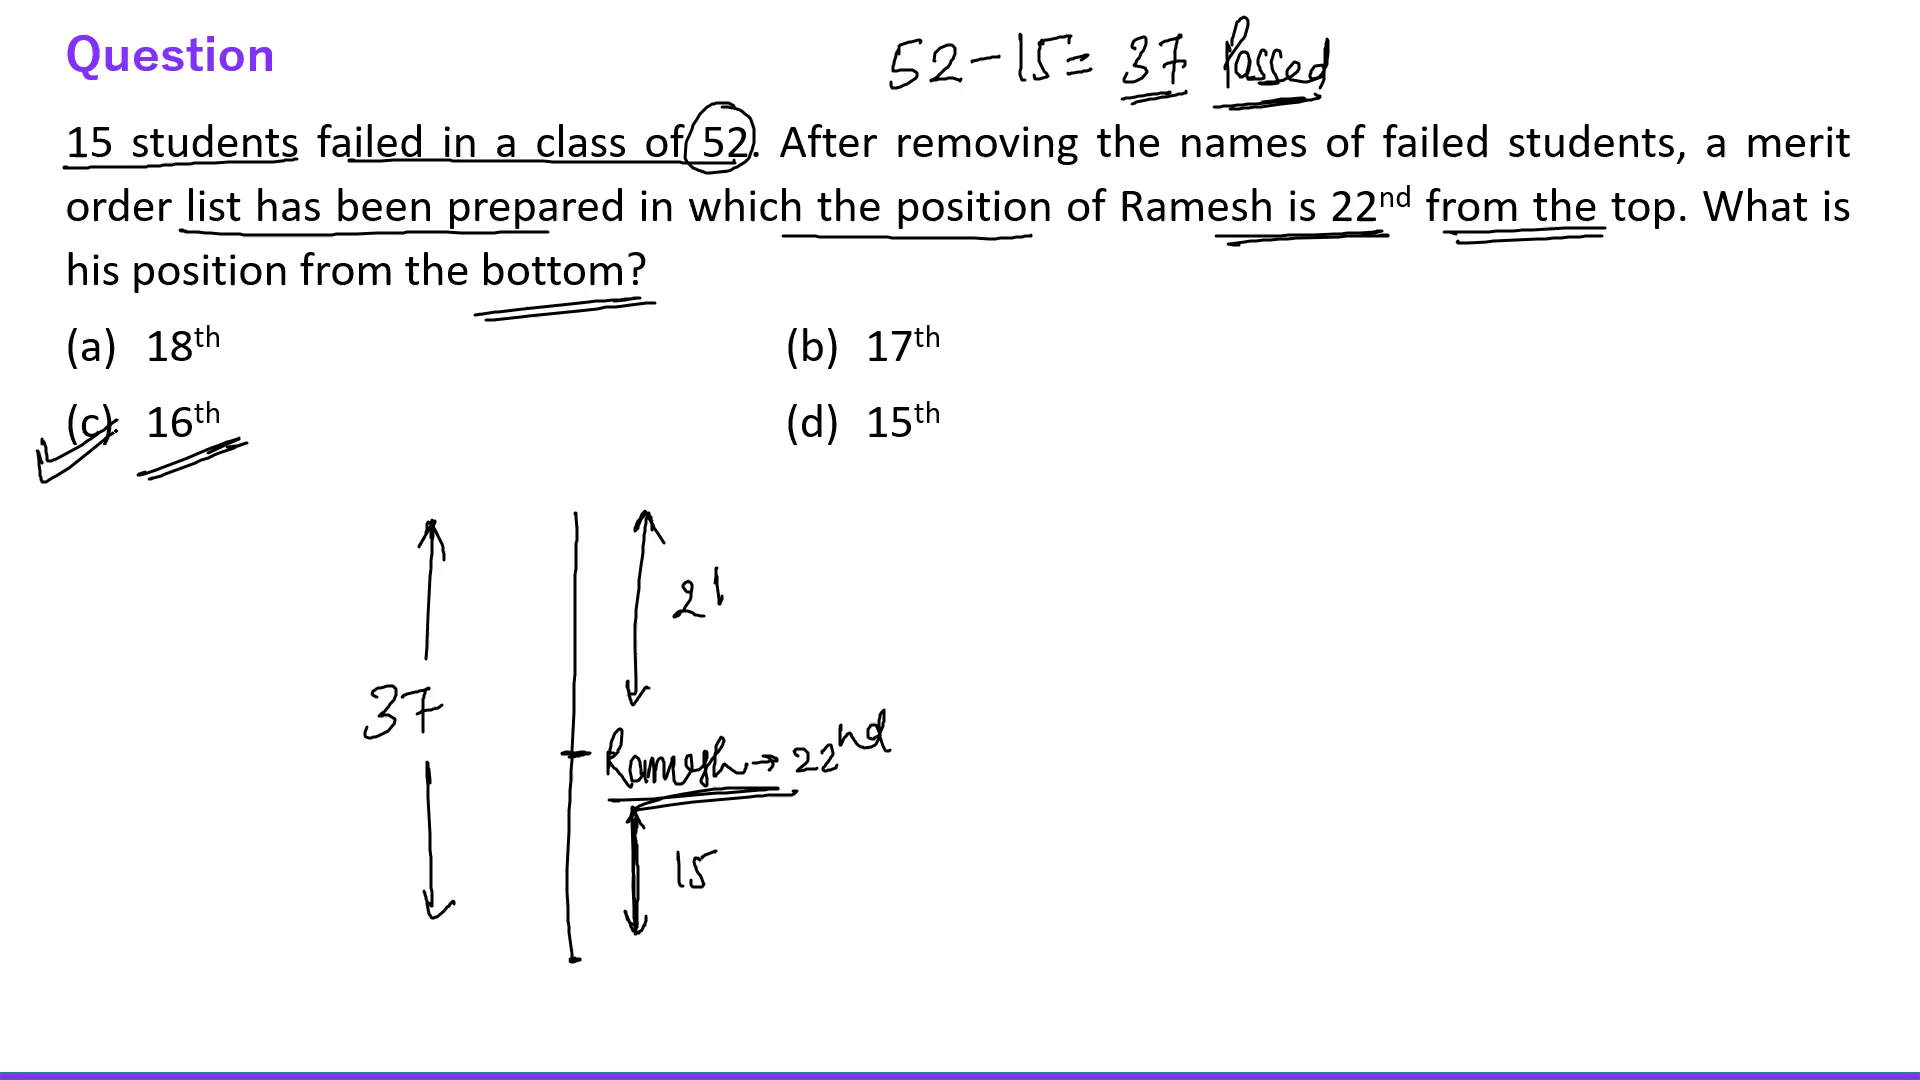 Question
52-15= 37 Passed
15 students failed in a class of 52. After removing the names of failed students, a merit
order list has been prepared in which the position of Ramesh is 22nd from the top. What is
his position from the bottom?
(a) 18th
(b) 17th
(c) 16th
(d) 15th
21
37
Ramesh → 22nd
15